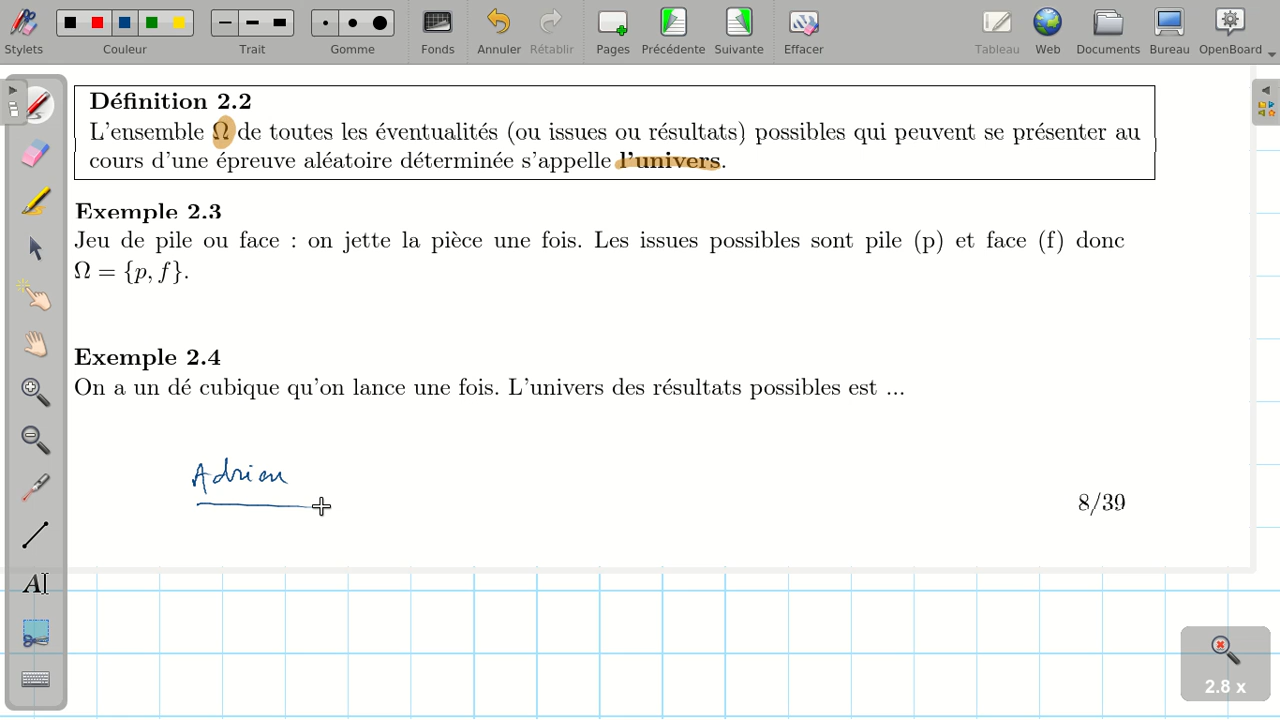 Stylets Couleur Trait Gomme Fonds Annuler Rétablir Pages Précédente Suivante Effacer Tableau Web Documents Bureau OpenBoard
Définition 2.2
L'ensemble Ω de toutes les éventualités (ou issues ou résultats) possibles qui peuvent se présenter au
cours d'une épreuve aléatoire déterminée s'appelle l'univers.
Exemple 2.3
Jeu de pile ou face : on jette la pièce une fois. Les issues possibles sont pile (p) et face (f) donc
Ω = {p, f}.
Exemple 2.4
On a un dé cubique qu'on lance une fois. L'univers des résultats possibles est ...
Adrien
8/39
2.8 x